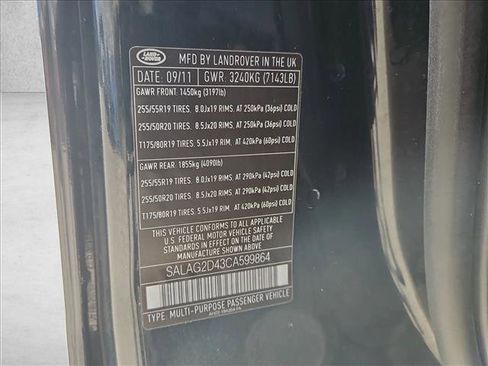 LAND ROVER
MFD BY LANDROVER IN THE UK
DATE: 09/11 GWR: 3240KG (7143LB)
GAWR FRONT: 1450kg (3197lb)
255/55R19 TIRES. 8.0Jx19 RIMS, AT 250kPa (36psi) COLD
255/50R20 TIRES. 8.5Jx20 RIMS, AT 250kPa (36psi) COLD
T175/80R19 TIRES. 5.5Jx19 RIM, AT 420kPa (60psi) COLD
GAWR REAR: 1855kg (4090lb)
255/55R19 TIRES. 8.0Jx19 RIMS, AT 290kPa (42psi) COLD
255/50R20 TIRES. 8.5Jx20 RIMS, AT 290kPa (42psi) COLD
T175/80R19 TIRES. 5.5Jx19 RIM, AT 420kPa (60psi) COLD
THIS VEHICLE CONFORMS TO ALL APPLICABLE
U.S. FEDERAL MOTOR VEHICLE SAFETY
STANDARDS IN EFFECT ON THE DATE OF
MANUFACTURE SHOWN ABOVE
SALAG2D43CA599864
TYPE: MULTI-PURPOSE PASSENGER VEHICLE